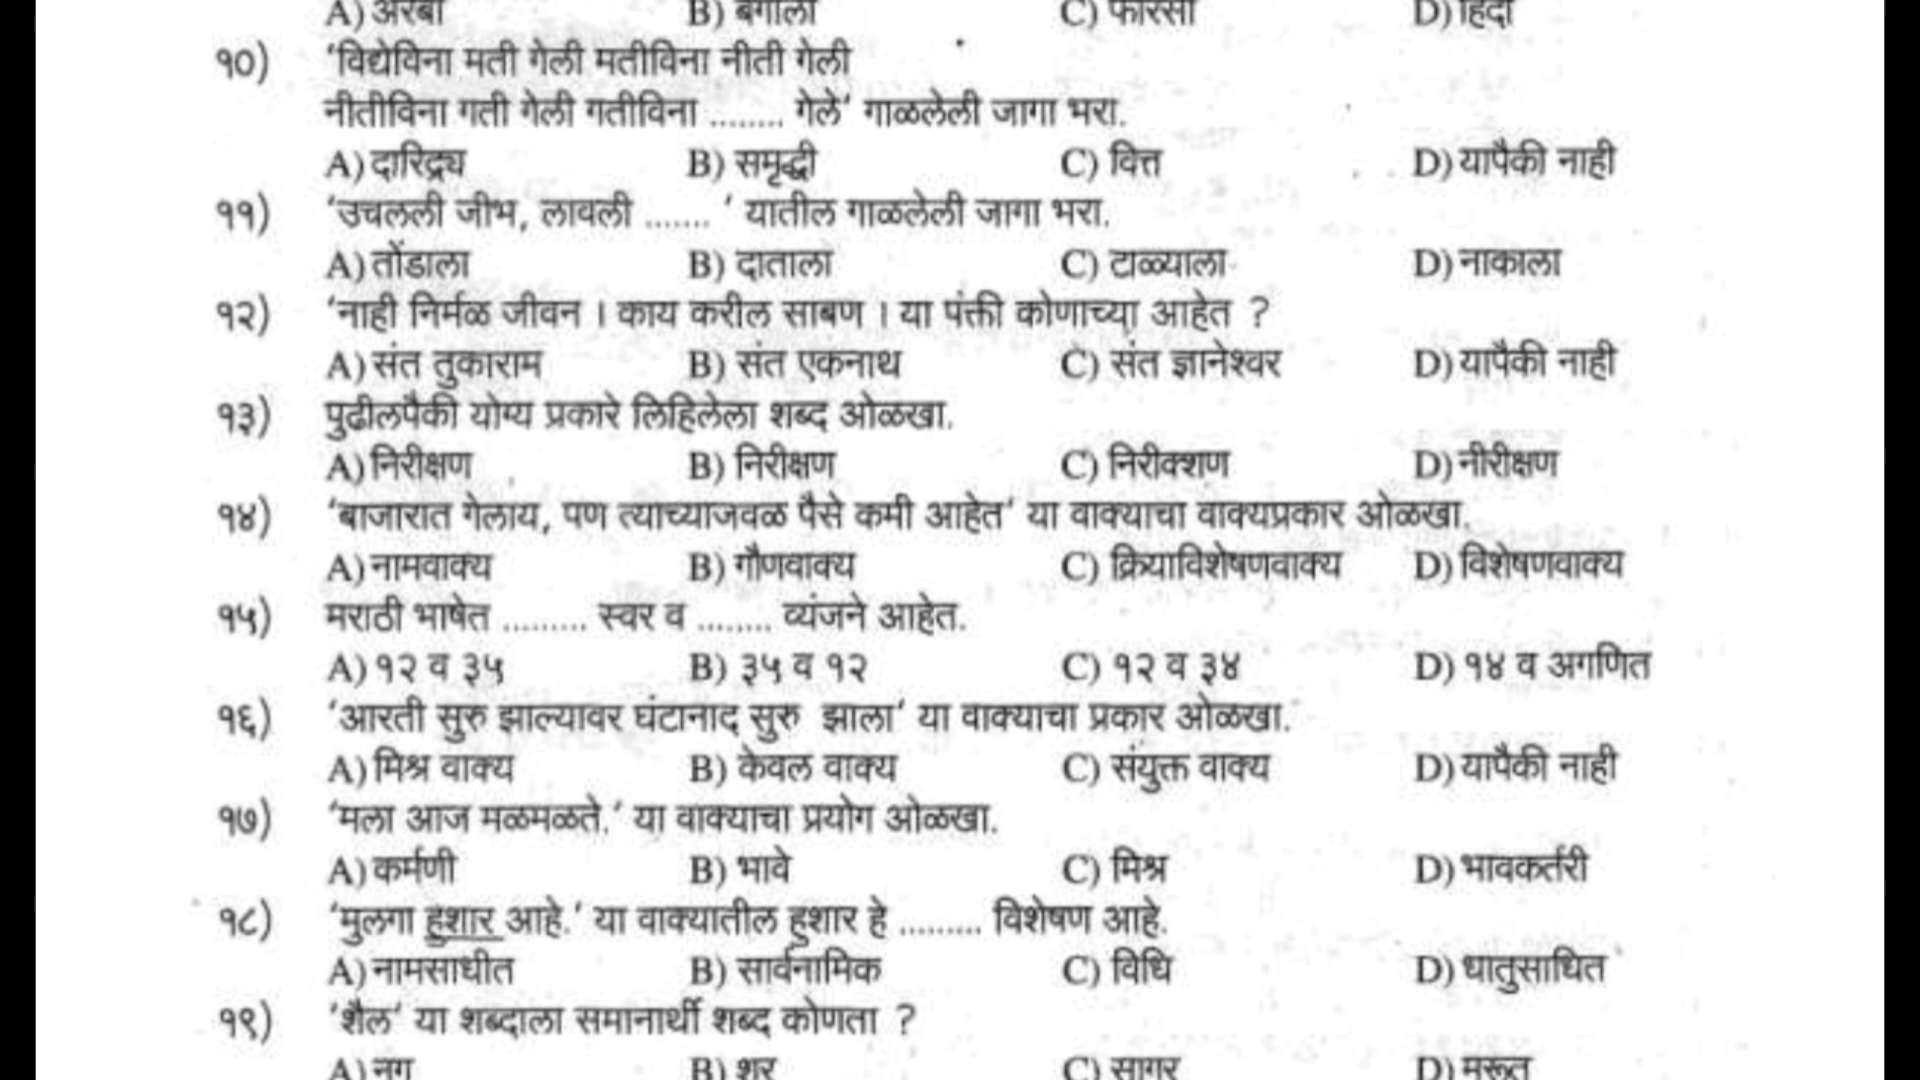 A) अरबी B) बंगाली C) फारसी D) हिंदी
१०) ‘विद्येविना मती गेली मतीविना नीती गेली
नीतीविना गती गेली गतीविना ........ गेले’ गाळलेली जागा भरा.
A) दारिद्र्य B) समृद्धी C) वित्त D) यापैकी नाही
११) ‘उचलली जीभ, लावली ....... ’ यातील गाळलेली जागा भरा.
A) तोंडाला B) दाताला C) टाळ्याला D) नाकाला
१२) ‘नाही निर्मळ जीवन । काय करील साबण । या पंक्ती कोणाच्या आहेत ?
A) संत तुकाराम B) संत एकनाथ C) संत ज्ञानेश्वर D) यापैकी नाही
१३) पुढीलपैकी योग्य प्रकारे लिहिलेला शब्द ओळखा.
A) निरीक्षण B) निरीक्षण C) निरीक्शण D) नीरीक्षण
१४) ‘बाजारात गेलाय, पण त्याच्याजवळ पैसे कमी आहेत’ या वाक्याचा वाक्यप्रकार ओळखा.
A) नामवाक्य B) गौणवाक्य C) क्रियाविशेषणवाक्य D) विशेषणवाक्य
१५) मराठी भाषेत ......... स्वर व ........ व्यंजने आहेत.
A) १२ व ३५ B) ३५ व १२ C) १२ व ३४ D) १४ व अगणित
१६) ‘आरती सुरु झाल्यावर घंटानाद सुरु झाला’ या वाक्याचा प्रकार ओळखा.
A) मिश्र वाक्य B) केवल वाक्य C) संयुक्त वाक्य D) यापैकी नाही
१७) ‘मला आज मळमळते.’ या वाक्याचा प्रयोग ओळखा.
A) कर्मणी B) भावे C) मिश्र D) भावकर्तरी
१८) ‘मुलगा हुशार आहे.’ या वाक्यातील हुशार हे ......... विशेषण आहे.
A) नामसाधीत B) सार्वनामिक C) विधि D) धातुसाधित
१९) ‘शैल’ या शब्दाला समानार्थी शब्द कोणता ?
A) नग B) शर C) सागर D) मरूत